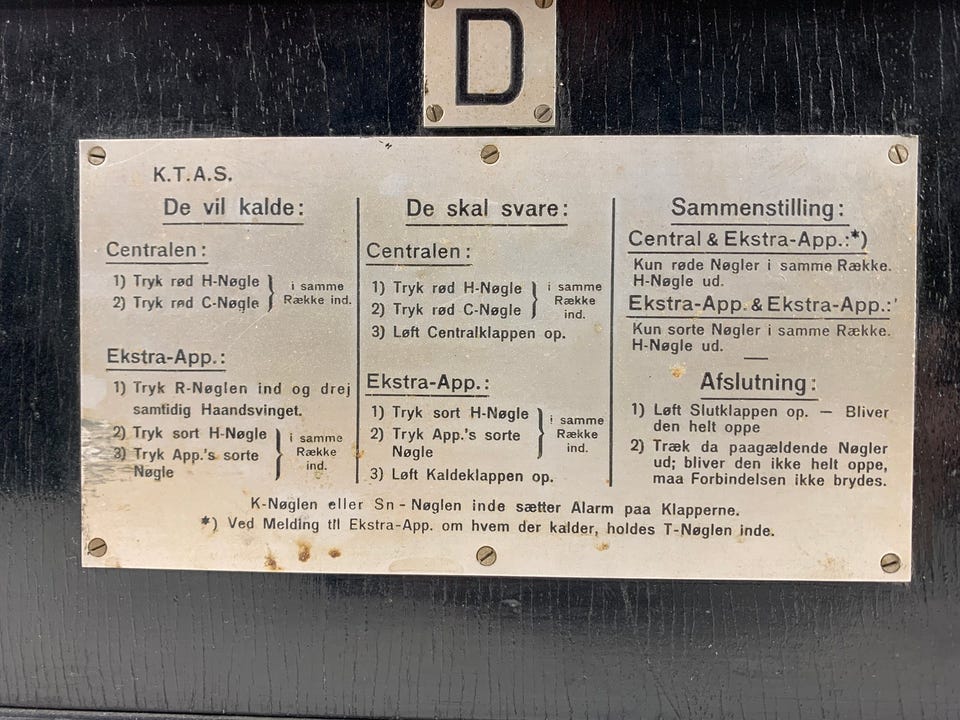 D
K.T.A.S.
De vil kalde:
Centralen:
1) Tryk rød H-Nøgle
2) Tryk rød C-Nøgle
i samme
Række ind.
Ekstra-App.:
1) Tryk R-Nøglen ind og drej
samtidig Haandsvinget.
2) Tryk sort H-Nøgle
3) Tryk App.'s sorte
Nøgle
i samme
Række
ind.
De skal svare:
Centralen:
1) Tryk rød H-Nøgle
2) Tryk rød C-Nøgle
i samme
Række
ind.
3) Løft Centralklappen op.
Ekstra-App.:
1) Tryk sort H-Nøgle
2) Tryk App.'s sorte
Nøgle
i samme
Række
ind.
3) Løft Kaldeklappen op.
Sammenstilling:
Central & Ekstra-App.:*)
Kun røde Nøgler i samme Række.
H-Nøgle ud.
Ekstra-App. & Ekstra-App.:
Kun sorte Nøgler i samme Række.
H-Nøgle ud.
Afslutning:
1) Løft Slutklappen op. — Bliver
den helt oppe
2) Træk da paagældende Nøgler
ud; bliver den ikke helt oppe,
maa Forbindelsen ikke brydes.
K-Nøglen eller Sn-Nøglen inde sætter Alarm paa Klapperne.
*) Ved Melding til Ekstra-App. om hvem der kalder, holdes T-Nøglen inde.